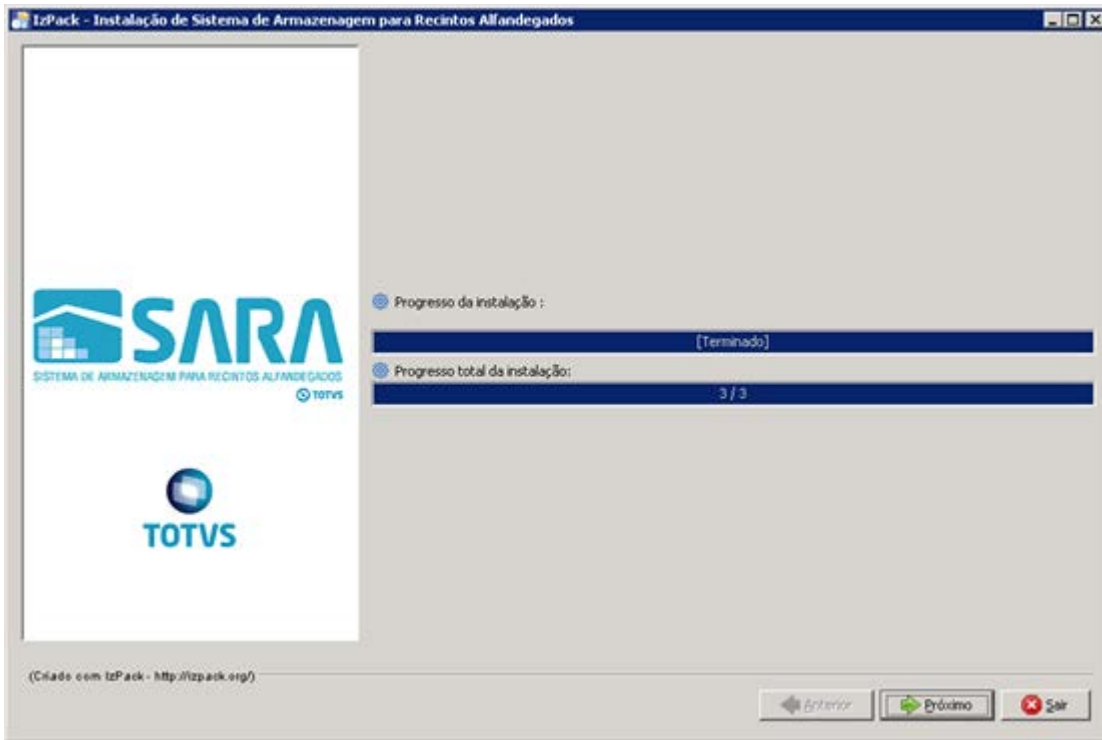 IzPack - Instalação de Sistema de Armazenagem para Recintos Alfandegados
SARA
SISTEMA DE ARMAZENAGEM PARA RECINTOS ALFANDEGADOS
TOTVS
TOTVS
Progresso da instalação :
[Terminado]
Progresso total da instalação:
3 / 3
(Criado com IzPack - http://izpack.org/)
Anterior
Próximo
Sair